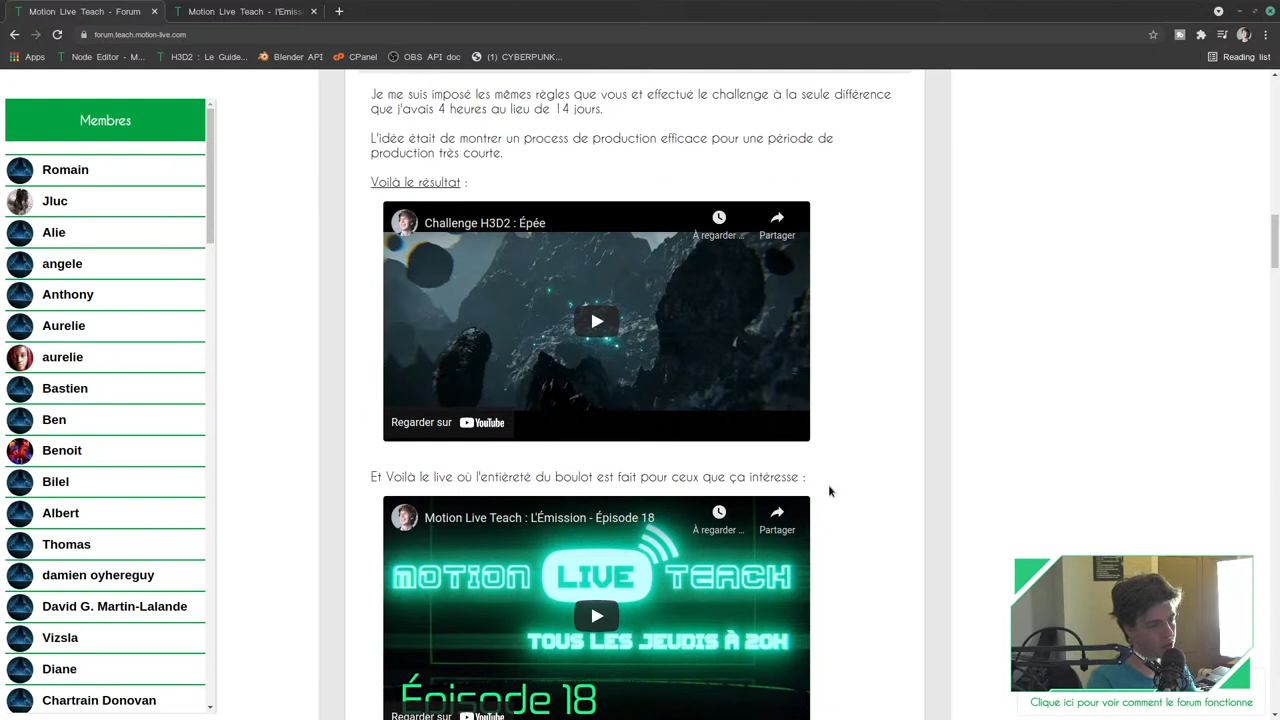 Motion Live Teach - Forum
Motion Live Teach - l'Émiss
forum.teach.motion-live.com
Apps
Node Editor - M...
H3D2 : Le Guide...
Blender API
CPanel
OBS API doc
(1) CYBERPUNK...
Reading list
Membres
Romain
Jluc
Alie
angele
Anthony
Aurelie
aurelie
Bastien
Ben
Benoit
Bilel
Albert
Thomas
damien oyhereguy
David G. Martin-Lalande
Vizsla
Diane
Chartrain Donovan
Je me suis imposé les mêmes règles que vous et effectué le challenge à la seule différence
que j'avais 4 heures au lieu de 14 jours.
L'idée était de montrer un process de production efficace pour une période de
production très courte.
Voilà le résultat :
Challenge H3D2 : Épée
À regarder ...
Partager
Regarder sur YouTube
Et Voilà le live où l'entièreté du boulot est fait pour ceux que ça intéresse :
Motion Live Teach : L'Émission - Épisode 18
À regarder ...
Partager
MOTION LIVE TEACH
TOUS LES JEUDIS À 20H
Épisode 18
Regarder sur YouTube
Clique ici pour voir comment le forum fonctionne